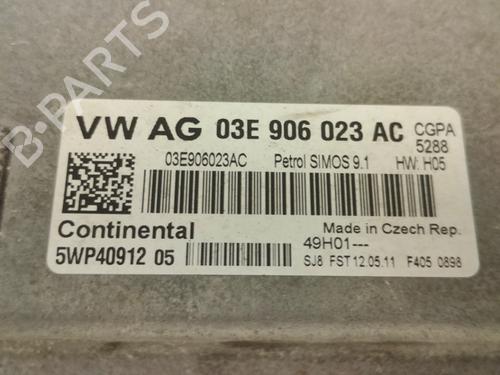 B-PARTS
VW AG 03E 906 023 AC CGPA
5288
03E906023AC Petrol SIMOS 9.1 HW: H05
Continental Made in Czech Rep.
5WP40912 05 49H01---
SJ8 FST 12.05.11 F405 0898